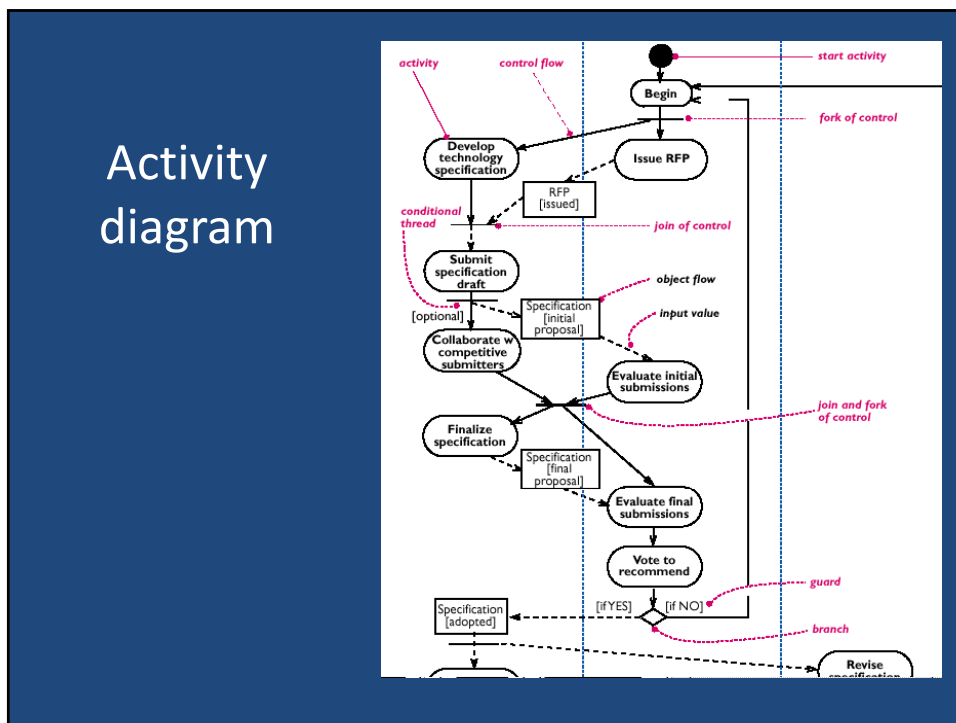 Activity
diagram
activity
control flow
start activity
Begin
fork of control
Develop
technology
specification
Issue RFP
RFP
[issued]
conditional
thread
join of control
Submit
specification
draft
object flow
Specification
[initial
proposal]
input value
[optional]
Collaborate w
competitive
submitters
Evaluate initial
submissions
join and fork
of control
Finalize
specification
Specification
[final
proposal]
Evaluate final
submissions
Vote to
recommend
guard
[if YES]
[if NO]
Specification
[adopted]
branch
Revise
specification